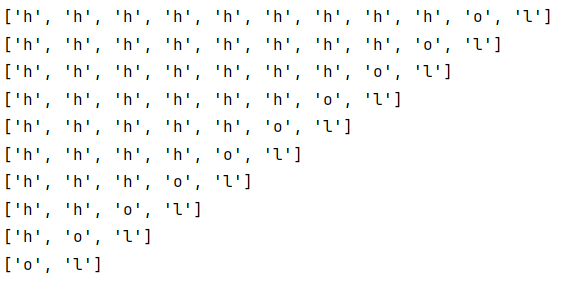 ['h', 'h', 'h', 'h', 'h', 'h', 'h', 'h', 'h', 'o', 'l']
['h', 'h', 'h', 'h', 'h', 'h', 'h', 'h', 'o', 'l']
['h', 'h', 'h', 'h', 'h', 'h', 'h', 'o', 'l']
['h', 'h', 'h', 'h', 'h', 'h', 'o', 'l']
['h', 'h', 'h', 'h', 'h', 'o', 'l']
['h', 'h', 'h', 'h', 'o', 'l']
['h', 'h', 'h', 'o', 'l']
['h', 'h', 'o', 'l']
['h', 'o', 'l']
['o', 'l']